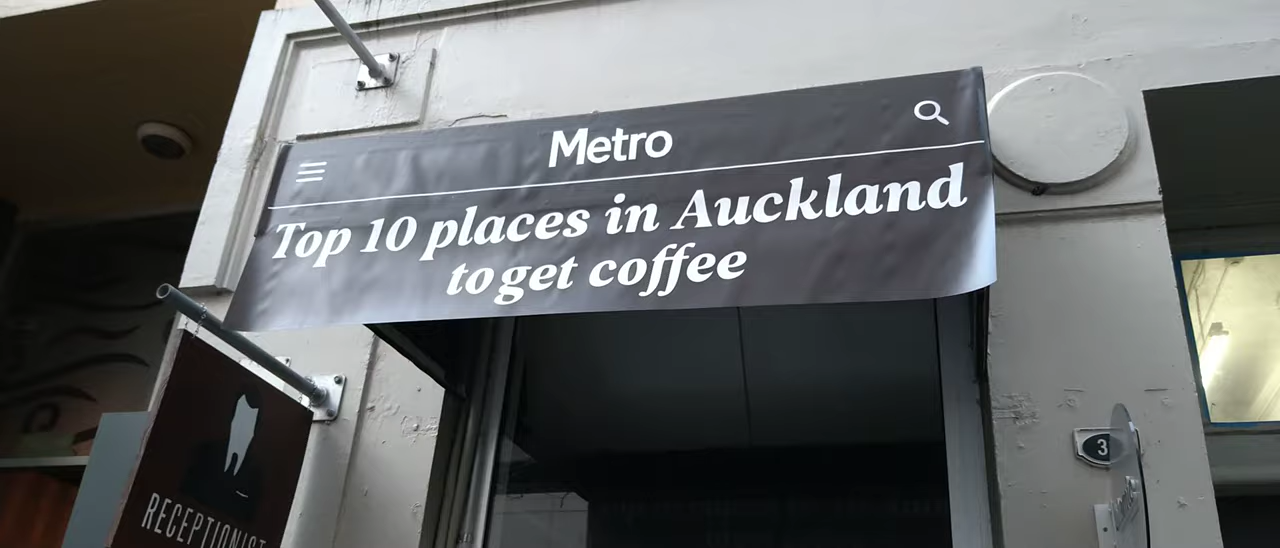 Metro
Top 10 places in Auckland
to get coffee
RECEPTIONIST
3